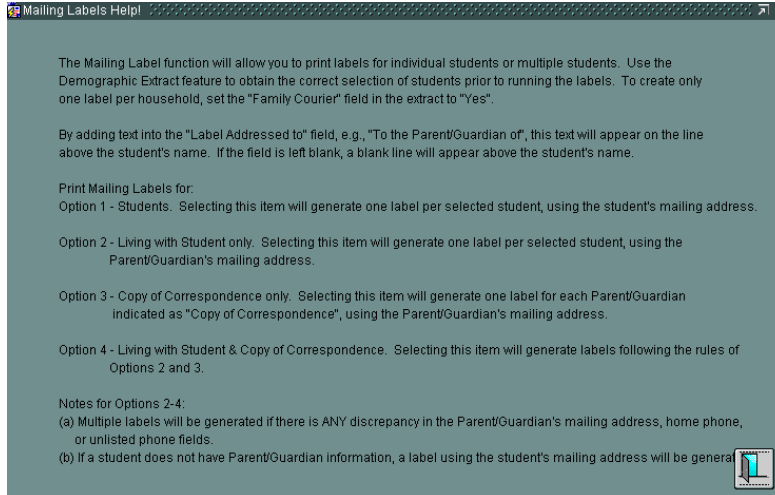 Mailing Labels Help!
The Mailing Label function will allow you to print labels for individual students or multiple students. Use the
Demographic Extract feature to obtain the correct selection of students prior to running the labels. To create only
one label per household, set the "Family Courier" field in the extract to "Yes".
By adding text into the "Label Addressed to" field, e.g., "To the Parent/Guardian of", this text will appear on the line
above the student's name. If the field is left blank, a blank line will appear above the student's name.
Print Mailing Labels for:
Option 1 - Students. Selecting this item will generate one label per selected student, using the student's mailing address.
Option 2 - Living with Student only. Selecting this item will generate one label per selected student, using the
Parent/Guardian's mailing address.
Option 3 - Copy of Correspondence only. Selecting this item will generate one label for each Parent/Guardian
indicated as "Copy of Correspondence", using the Parent/Guardian's mailing address.
Option 4 - Living with Student & Copy of Correspondence. Selecting this item will generate labels following the rules of
Options 2 and 3.
Notes for Options 2-4:
(a) Multiple labels will be generated if there is ANY discrepancy in the Parent/Guardian's mailing address, home phone,
or unlisted phone fields.
(b) If a student does not have Parent/Guardian information, a label using the student's mailing address will be